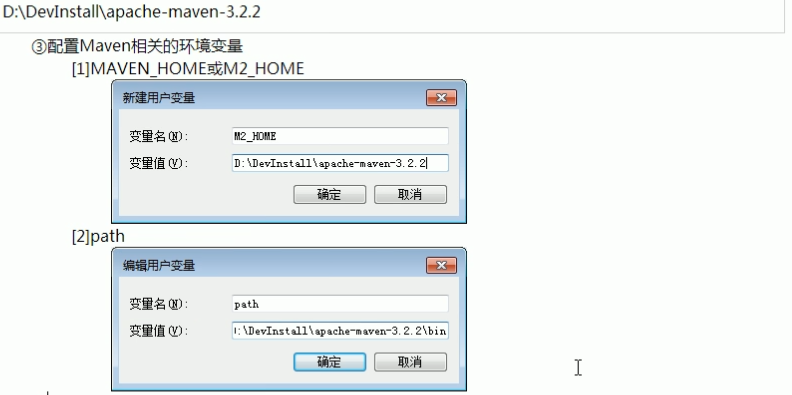 D:\DevInstall\apache-maven-3.2.2
③配置Maven相关的环境变量
[1]MAVEN_HOME或M2_HOME
新建用户变量
变量名(N): M2_HOME
变量值(V): D:\DevInstall\apache-maven-3.2.2
确定 取消
[2]path
编辑用户变量
变量名(N): path
变量值(V): :\DevInstall\apache-maven-3.2.2\bin
确定 取消